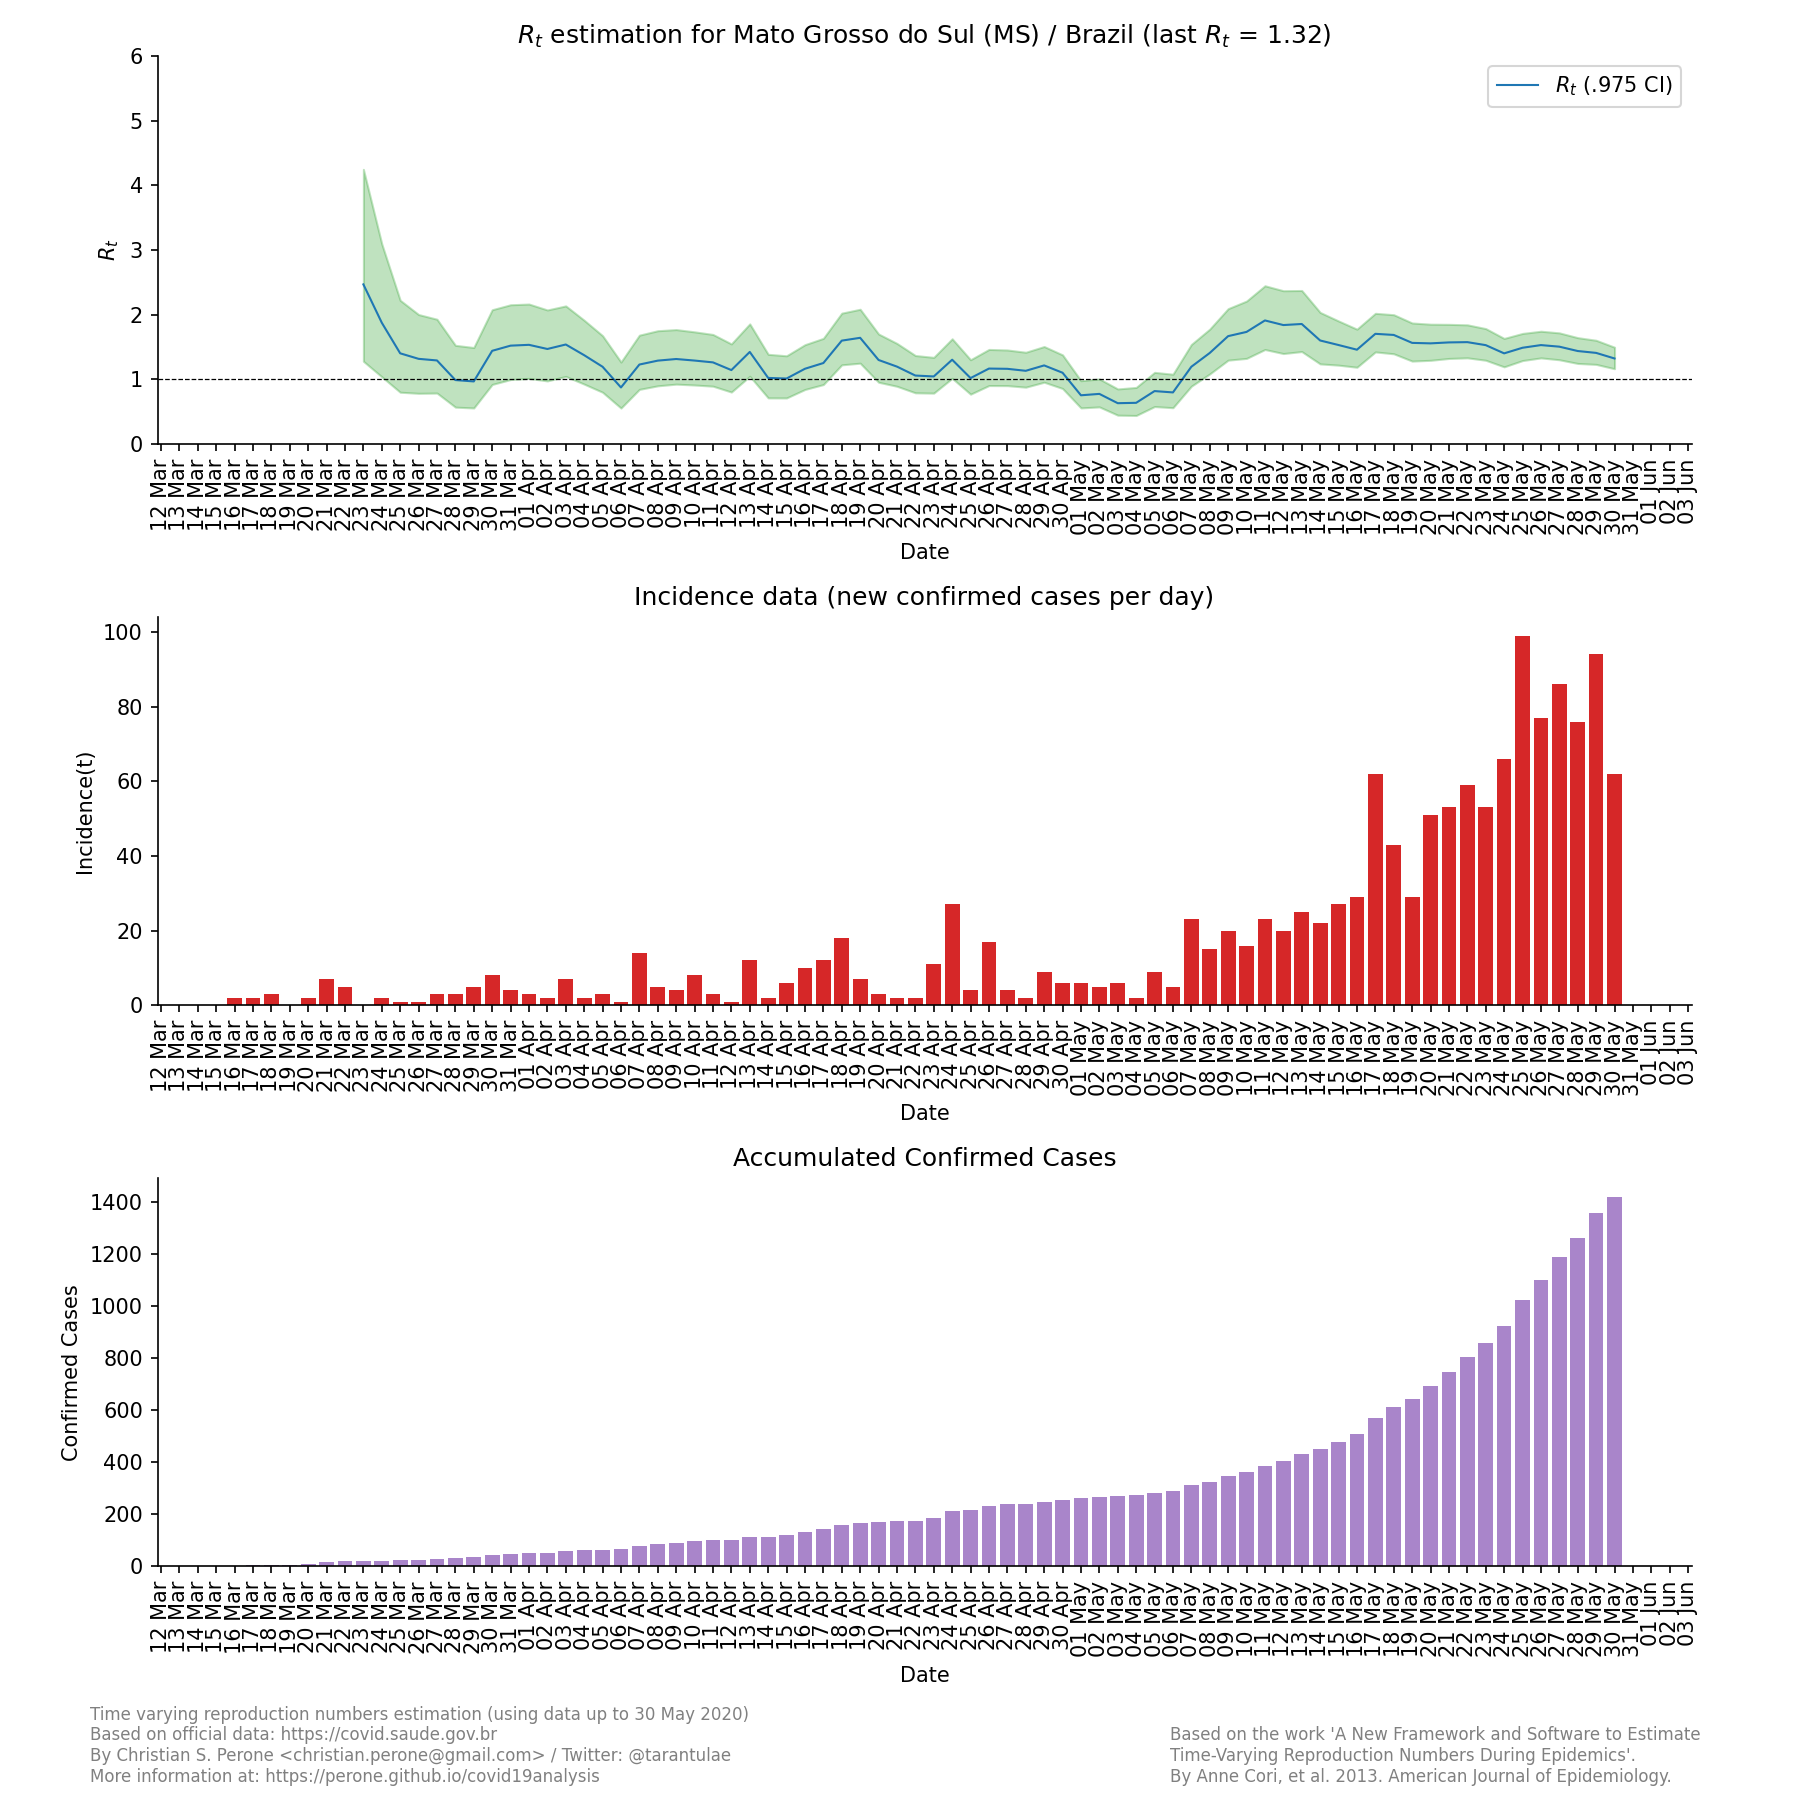 R_t estimation for Mato Grosso do Sul (MS) / Brazil (last R_t = 1.32)
R_t (.975 CI)
6
5
4
3
2
1
0
R_t
12 Mar 13 Mar 14 Mar 15 Mar 16 Mar 17 Mar 18 Mar 19 Mar 20 Mar 21 Mar 22 Mar 23 Mar 24 Mar 25 Mar 26 Mar 27 Mar 28 Mar 29 Mar 30 Mar 31 Mar 01 Apr 02 Apr 03 Apr 04 Apr 05 Apr 06 Apr 07 Apr 08 Apr 09 Apr 10 Apr 11 Apr 12 Apr 13 Apr 14 Apr 15 Apr 16 Apr 17 Apr 18 Apr 19 Apr 20 Apr 21 Apr 22 Apr 23 Apr 24 Apr 25 Apr 26 Apr 27 Apr 28 Apr 29 Apr 30 Apr 01 May 02 May 03 May 04 May 05 May 06 May 07 May 08 May 09 May 10 May 11 May 12 May 13 May 14 May 15 May 16 May 17 May 18 May 19 May 20 May 21 May 22 May 23 May 24 May 25 May 26 May 27 May 28 May 29 May 30 May 31 May 01 Jun 02 Jun 03 Jun
Date
Incidence data (new confirmed cases per day)
100
80
60
40
20
0
Incidence(t)
12 Mar 13 Mar 14 Mar 15 Mar 16 Mar 17 Mar 18 Mar 19 Mar 20 Mar 21 Mar 22 Mar 23 Mar 24 Mar 25 Mar 26 Mar 27 Mar 28 Mar 29 Mar 30 Mar 31 Mar 01 Apr 02 Apr 03 Apr 04 Apr 05 Apr 06 Apr 07 Apr 08 Apr 09 Apr 10 Apr 11 Apr 12 Apr 13 Apr 14 Apr 15 Apr 16 Apr 17 Apr 18 Apr 19 Apr 20 Apr 21 Apr 22 Apr 23 Apr 24 Apr 25 Apr 26 Apr 27 Apr 28 Apr 29 Apr 30 Apr 01 May 02 May 03 May 04 May 05 May 06 May 07 May 08 May 09 May 10 May 11 May 12 May 13 May 14 May 15 May 16 May 17 May 18 May 19 May 20 May 21 May 22 May 23 May 24 May 25 May 26 May 27 May 28 May 29 May 30 May 31 May 01 Jun 02 Jun 03 Jun
Date
Accumulated Confirmed Cases
1400
1200
1000
800
600
400
200
0
Confirmed Cases
12 Mar 13 Mar 14 Mar 15 Mar 16 Mar 17 Mar 18 Mar 19 Mar 20 Mar 21 Mar 22 Mar 23 Mar 24 Mar 25 Mar 26 Mar 27 Mar 28 Mar 29 Mar 30 Mar 31 Mar 01 Apr 02 Apr 03 Apr 04 Apr 05 Apr 06 Apr 07 Apr 08 Apr 09 Apr 10 Apr 11 Apr 12 Apr 13 Apr 14 Apr 15 Apr 16 Apr 17 Apr 18 Apr 19 Apr 20 Apr 21 Apr 22 Apr 23 Apr 24 Apr 25 Apr 26 Apr 27 Apr 28 Apr 29 Apr 30 Apr 01 May 02 May 03 May 04 May 05 May 06 May 07 May 08 May 09 May 10 May 11 May 12 May 13 May 14 May 15 May 16 May 17 May 18 May 19 May 20 May 21 May 22 May 23 May 24 May 25 May 26 May 27 May 28 May 29 May 30 May 31 May 01 Jun 02 Jun 03 Jun
Date
Time varying reproduction numbers estimation (using data up to 30 May 2020)
Based on official data: https://covid.saude.gov.br
By Christian S. Perone <christian.perone@gmail.com> / Twitter: @tarantulae
More information at: https://perone.github.io/covid19analysis
Based on the work 'A New Framework and Software to Estimate
Time-Varying Reproduction Numbers During Epidemics'.
By Anne Cori, et al. 2013. American Journal of Epidemiology.